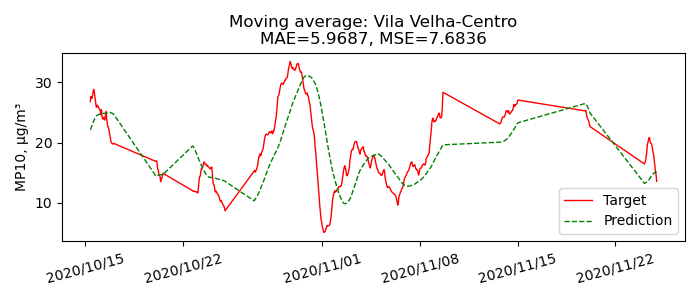 Moving average: Vila Velha-Centro
MAE=5.9687, MSE=7.6836
MP10, µg/m³
30
20
10
Target
Prediction
2020/10/15
2020/10/22
2020/11/01
2020/11/08
2020/11/15
2020/11/22